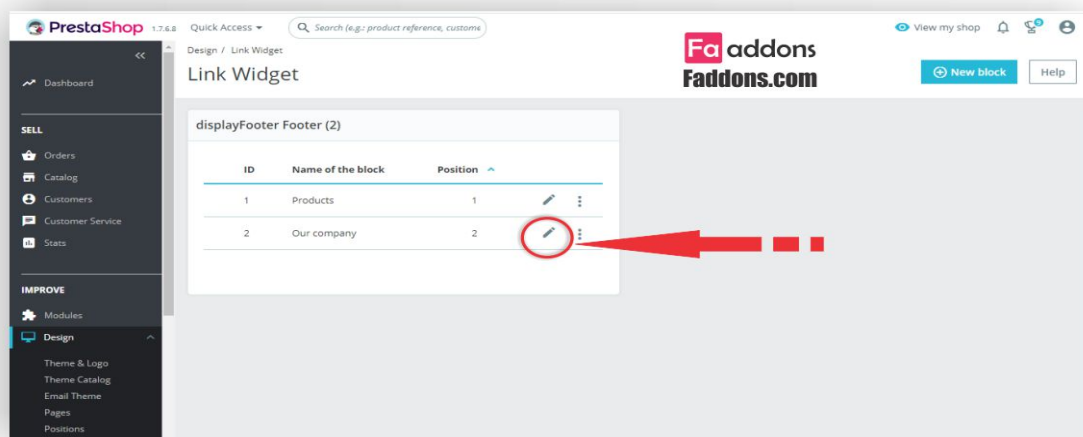 PrestaShop 1.7.6.8 Quick Access Search (e.g.: product reference, custome View my shop
Design / Link Widget
Link Widget
Fa addons
Faddons.com
New block Help
Dashboard
SELL
Orders
Catalog
Customers
Customer Service
Stats
IMPROVE
Modules
Design
Theme & Logo
Theme Catalog
Email Theme
Pages
Positions
displayFooter Footer (2)
ID Name of the block Position
1 Products 1
2 Our company 2